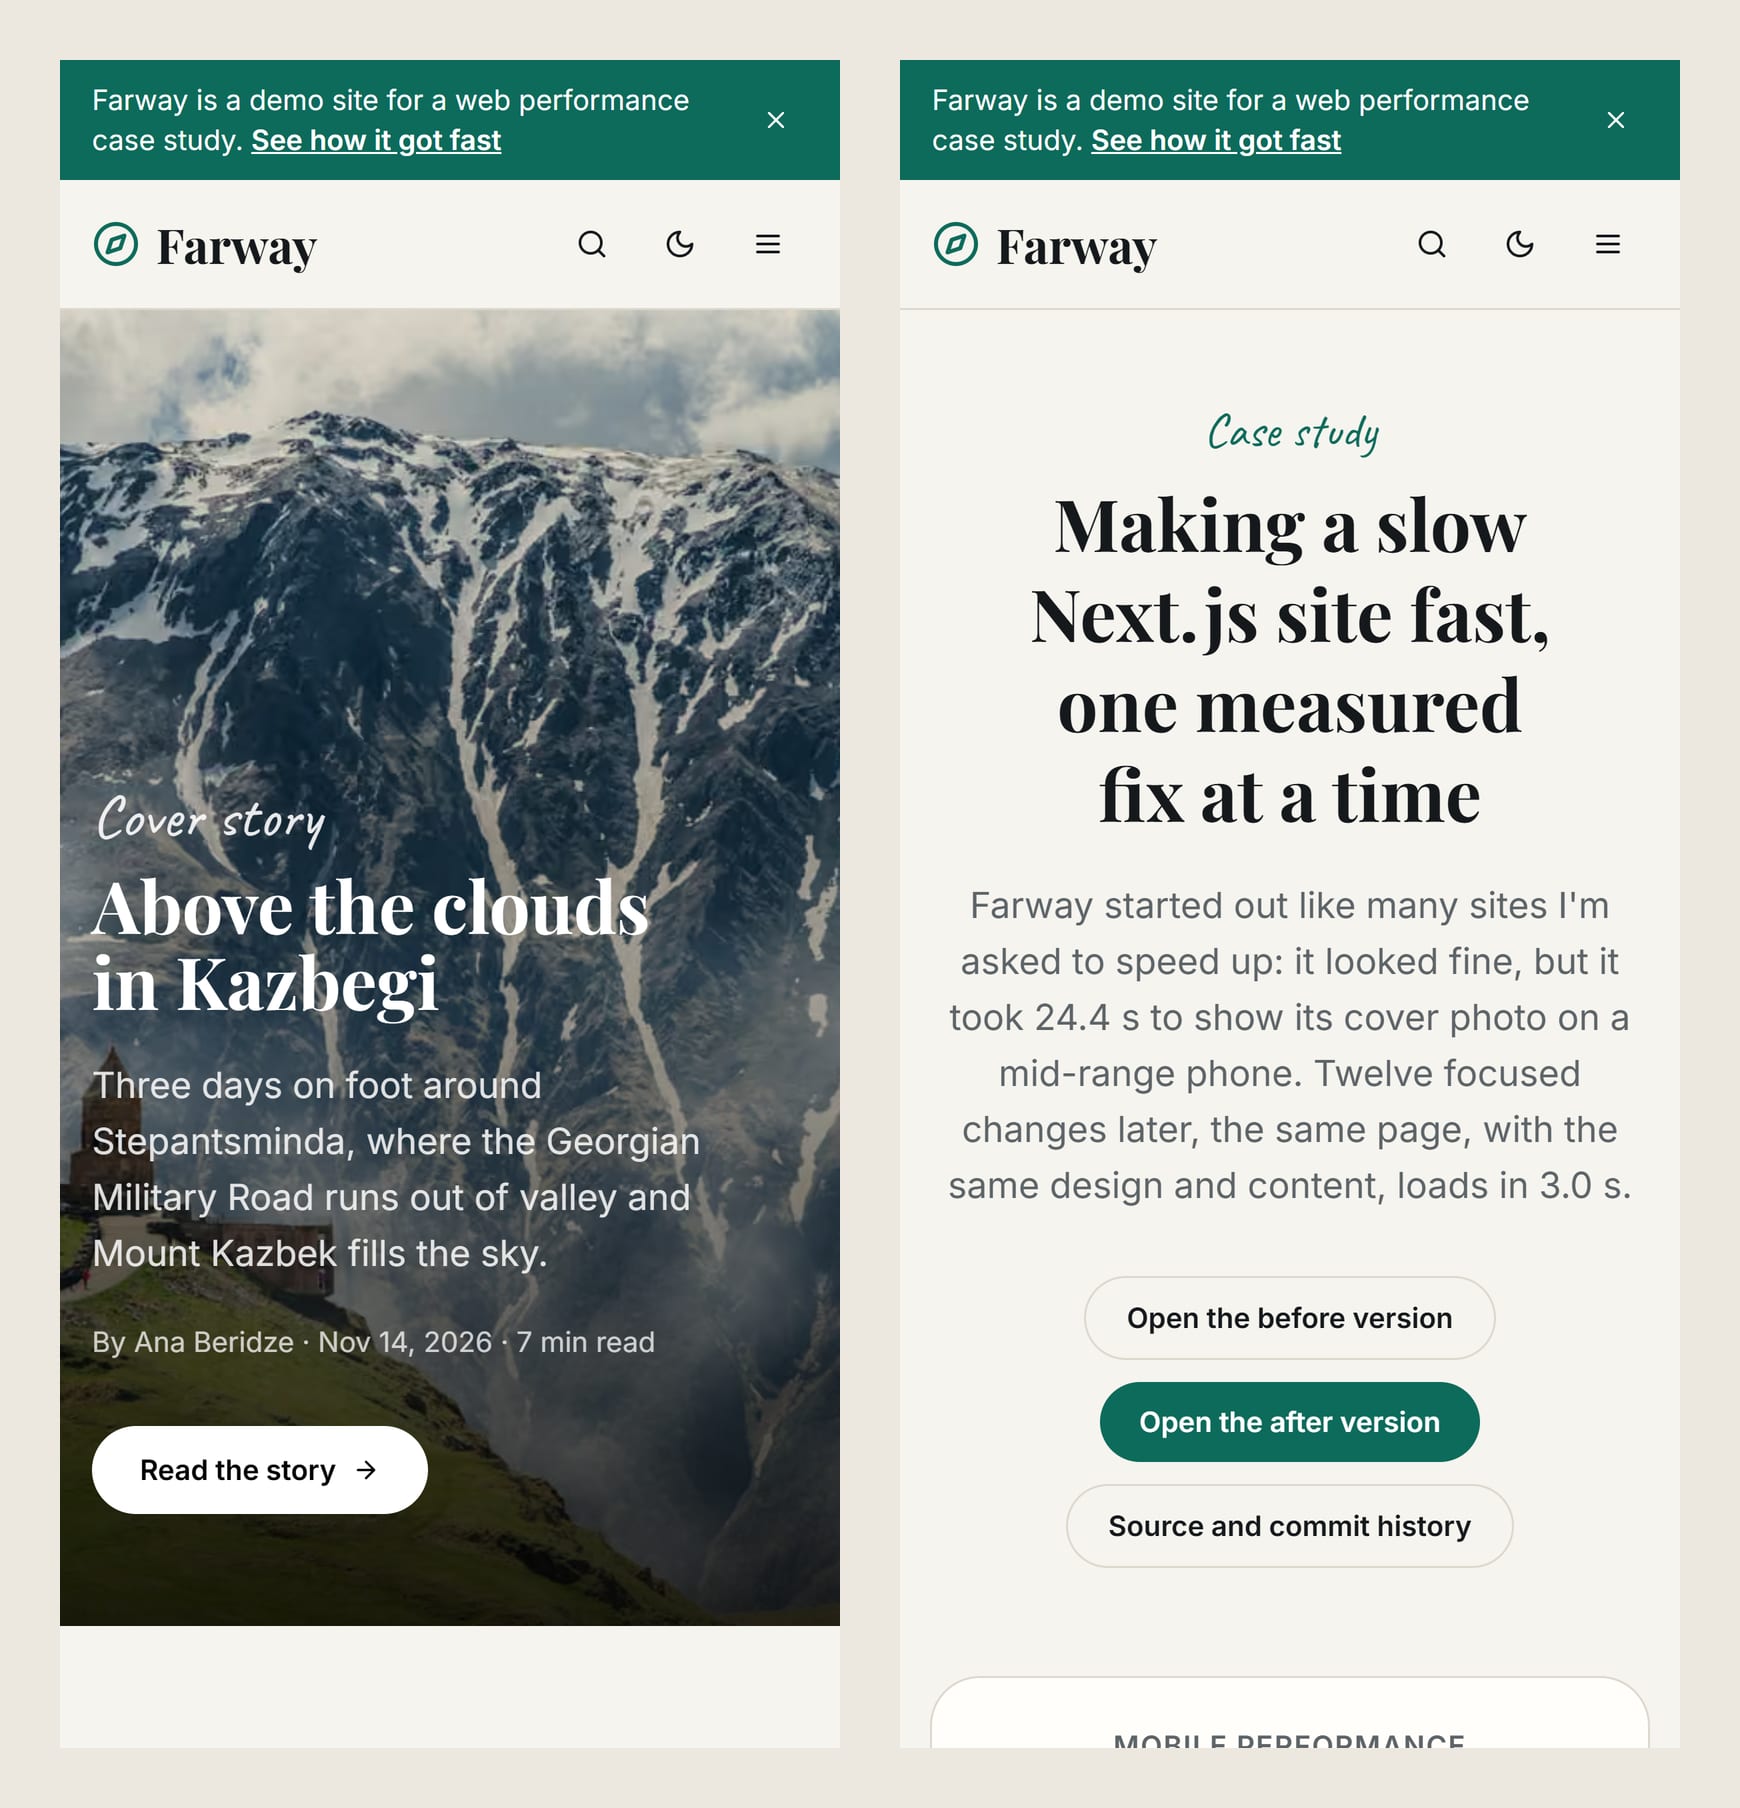 Farway is a demo site for a web performance
case study. See how it got fast
Farway
Cover story
Above the clouds
in Kazbegi
Three days on foot around
Stepantsminda, where the Georgian
Military Road runs out of valley and
Mount Kazbek fills the sky.
By Ana Beridze · Nov 14, 2026 · 7 min read
Read the story
Farway is a demo site for a web performance
case study. See how it got fast
Farway
Case study
Making a slow
Next.js site fast,
one measured
fix at a time
Farway started out like many sites I'm
asked to speed up: it looked fine, but it
took 24.4 s to show its cover photo on a
mid-range phone. Twelve focused
changes later, the same page, with the
same design and content, loads in 3.0 s.
Open the before version
Open the after version
Source and commit history
MOBILE PERFORMANCE